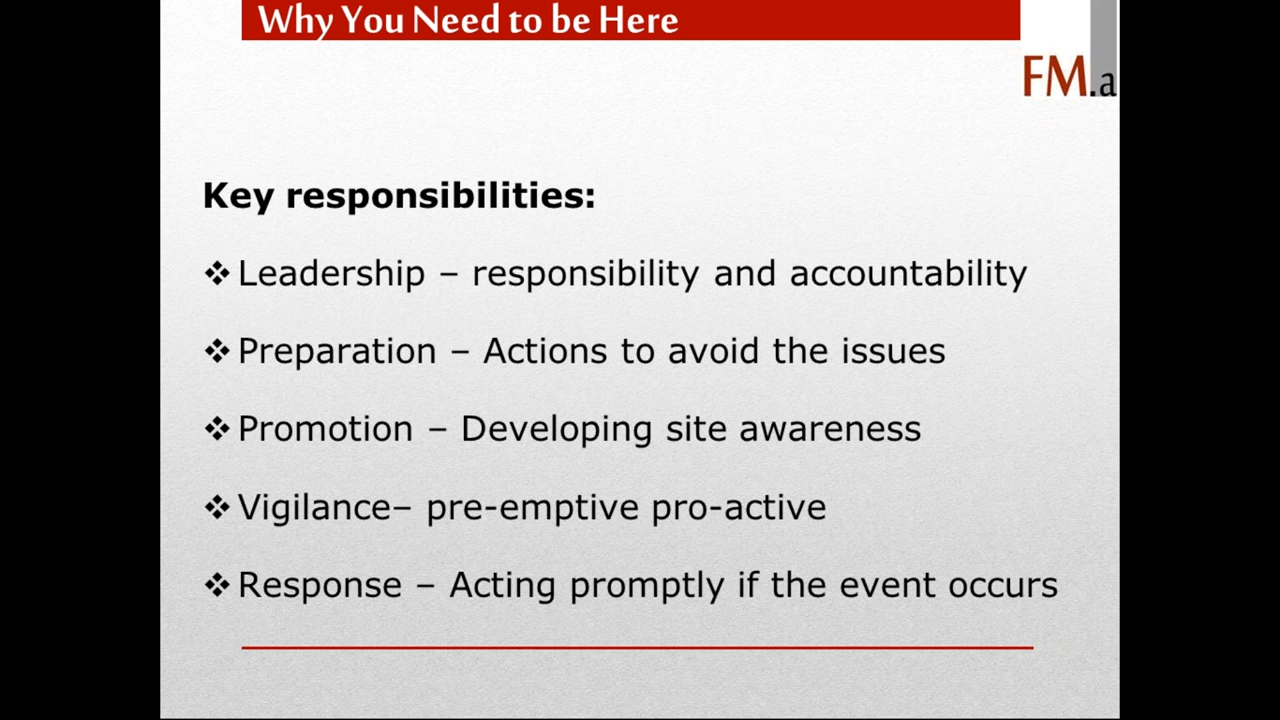 Why You Need to be Here
FM.a
Key responsibilities:
❖ Leadership – responsibility and accountability
❖ Preparation – Actions to avoid the issues
❖ Promotion – Developing site awareness
❖ Vigilance– pre-emptive pro-active
❖ Response – Acting promptly if the event occurs